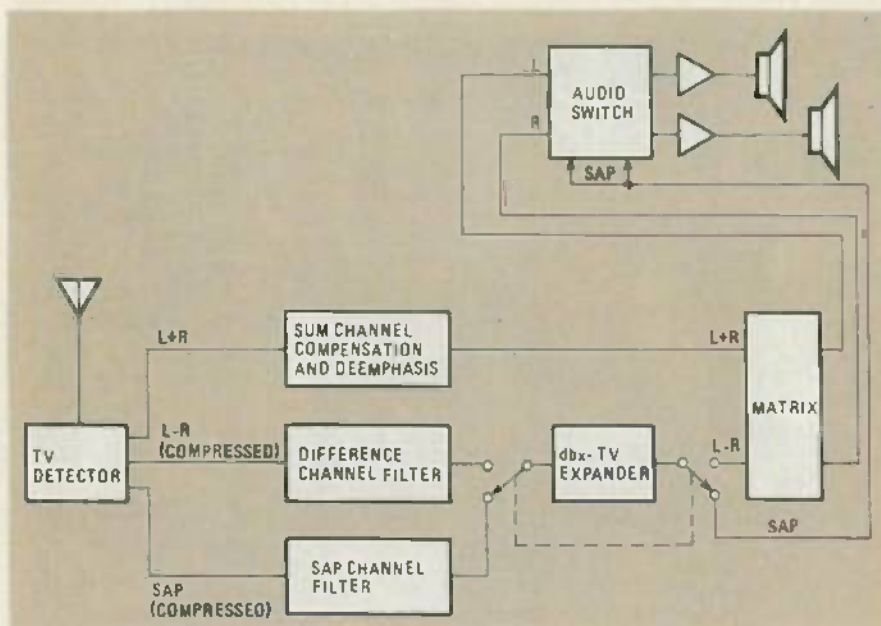 L
R
AUDIO
SWITCH
SAP
L+R
SUM CHANNEL
COMPENSATION
AND DEEMPHASIS
L+R
MATRIX
TV
DETECTOR
L-R
(COMPRESSED)
DIFFERENCE
CHANNEL FILTER
dbx-TV
EXPANDER
L-R
SAP
SAP
(COMPRESSED)
SAP CHANNEL
FILTER